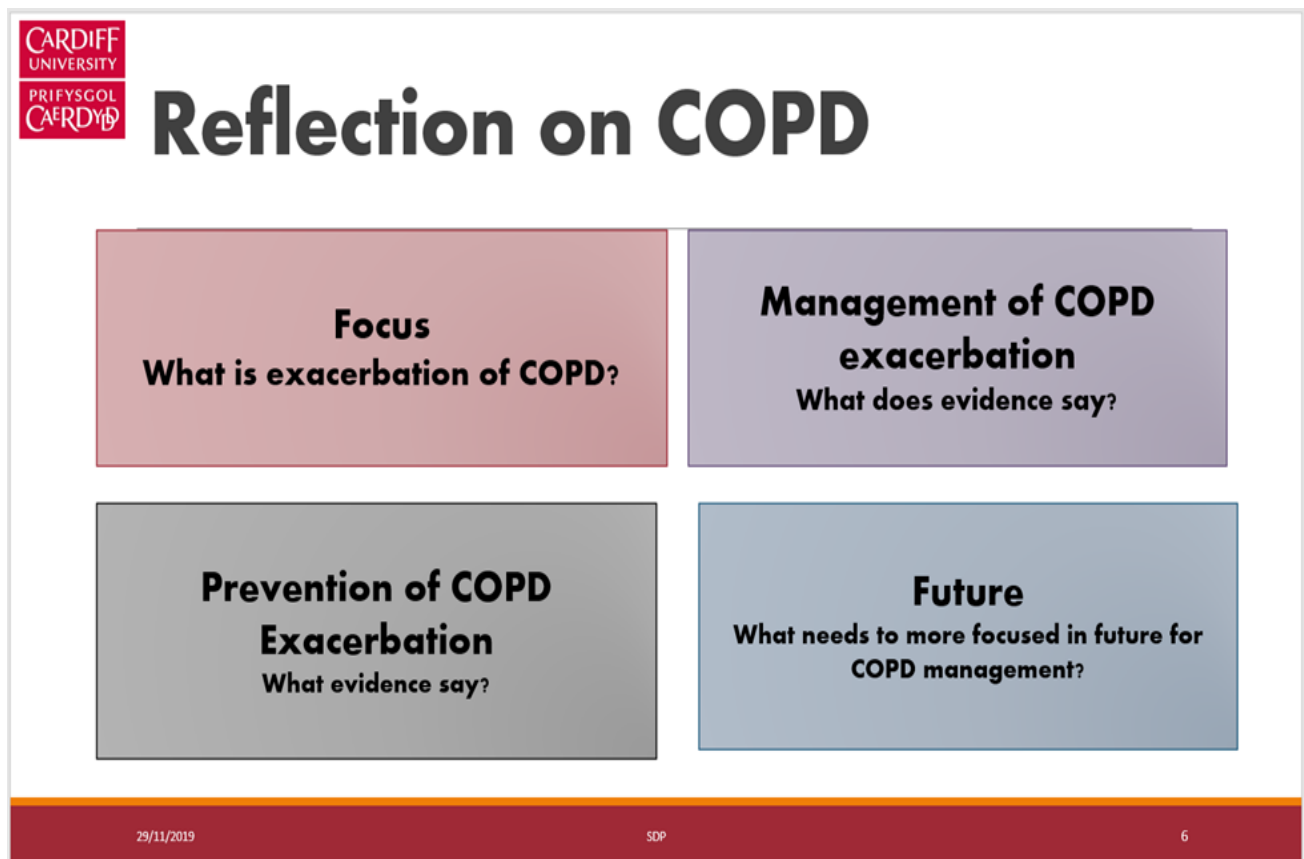 CARDIFF
UNIVERSITY
PRIFYSGOL
CAERDYDD
Reflection on COPD
Focus
What is exacerbation of COPD?
Management of COPD
exacerbation
What does evidence say?
Prevention of COPD
Exacerbation
What evidence say?
Future
What needs to more focused in future for
COPD management?
29/11/2019
SDP
6